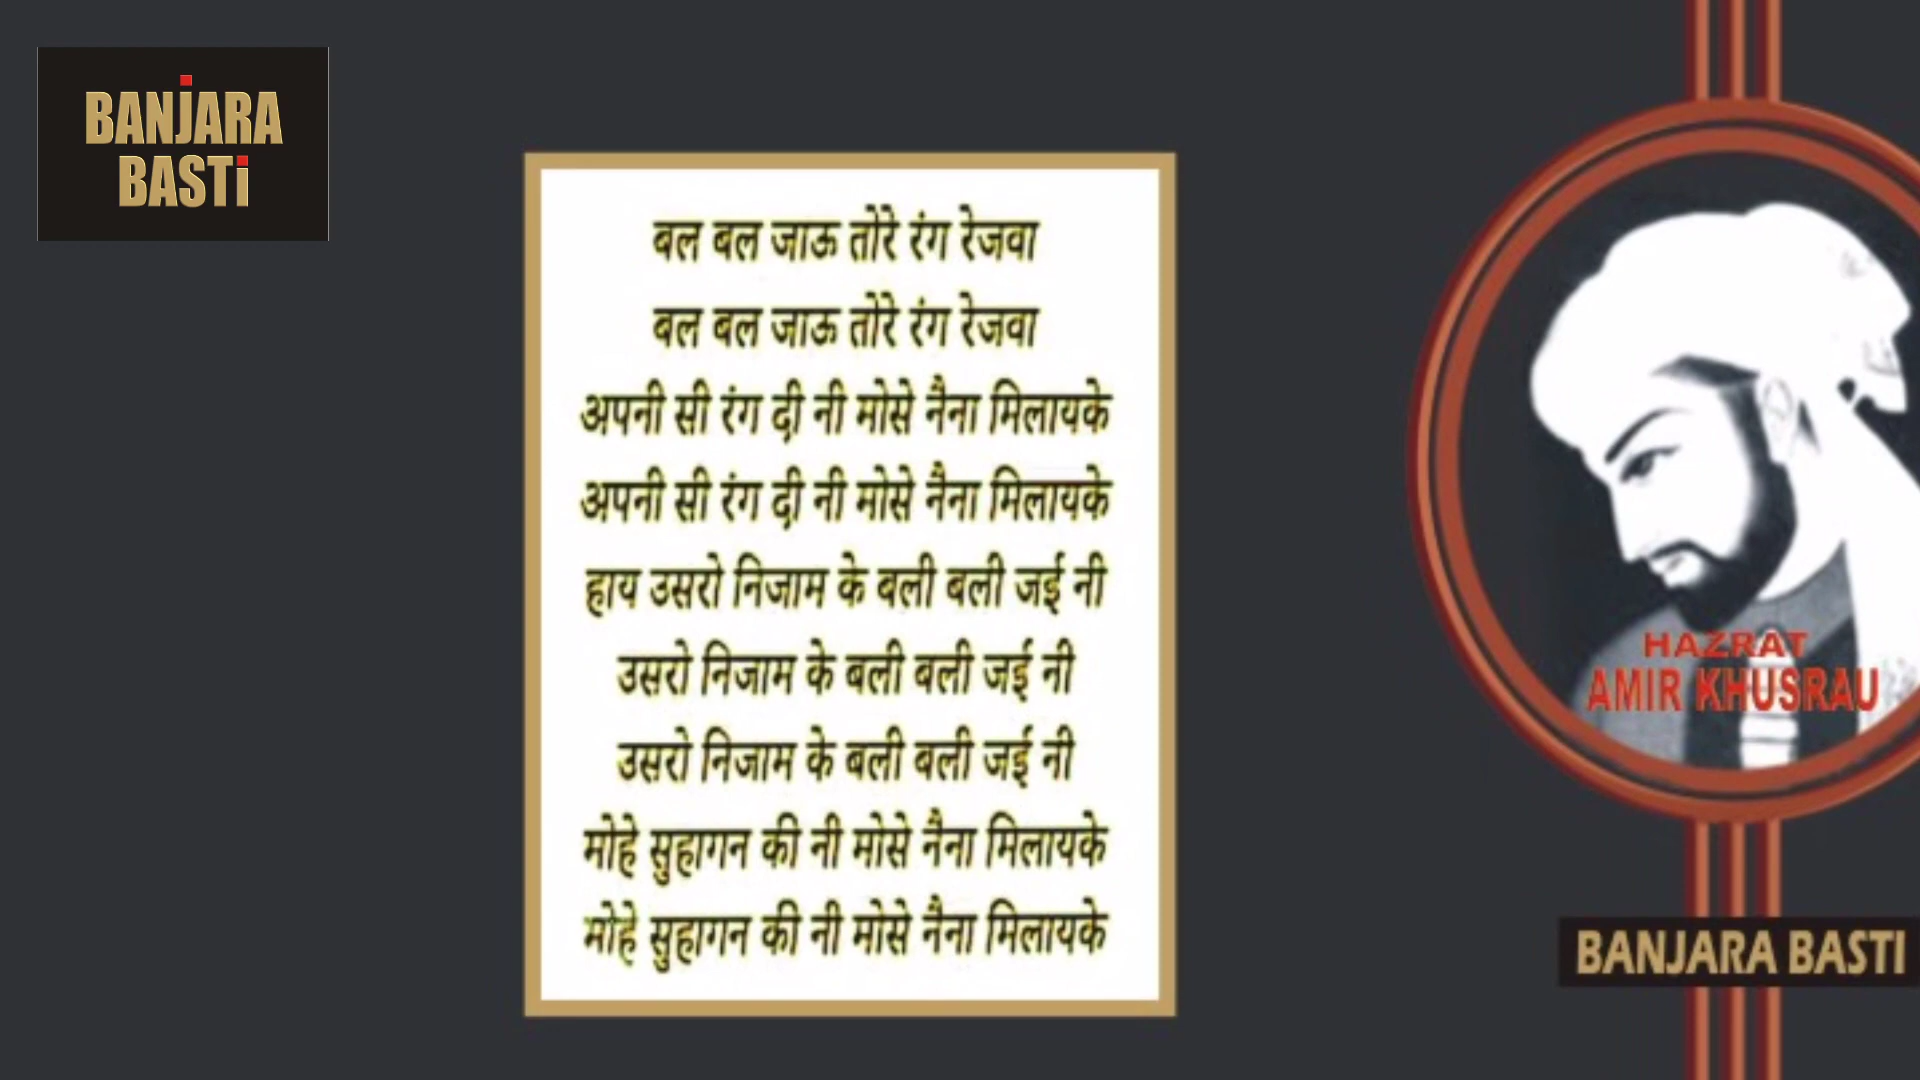 BANJARA
BASTi
बल बल जाऊ तोरे रंग रेजवा
बल बल जाऊ तोरे रंग रेजवा
अपनी सी रंग दी नी मोसे नैना मिलायके
अपनी सी रंग दी नी मोसे नैना मिलायके
हाय उसरो निजाम के बली बली जई नी
उसरो निजाम के बली बली जई नी
उसरो निजाम के बली बली जई नी
मोहे सुहागन की नी मोसे नैना मिलायके
मोहे सुहागन की नी मोसे नैना मिलायके
HAZRAT
AMIR KHUSRAU
BANJARA BASTI